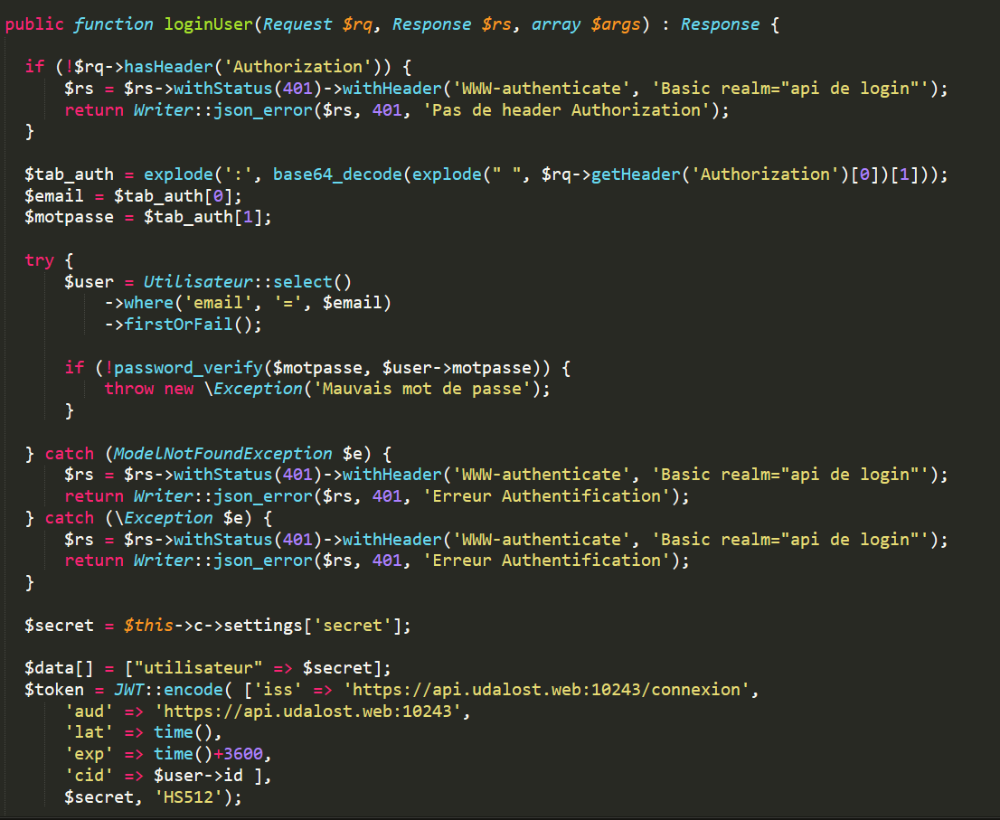 public function loginUser(Request $rq, Response $rs, array $args) : Response {
if (!$rq->hasHeader('Authorization')) {
$rs = $rs->withStatus(401)->withHeader('WWW-authenticate', 'Basic realm="api de login"');
return Writer::json_error($rs, 401, 'Pas de header Authorization');
}
$tab_auth = explode(':', base64_decode(explode(" ", $rq->getHeader('Authorization')[0])[1]));
$email = $tab_auth[0];
$motpasse = $tab_auth[1];
try {
$user = Utilisateur::select()
->where('email', '=', $email)
->firstOrFail();
if (!password_verify($motpasse, $user->motpasse)) {
throw new \Exception('Mauvais mot de passe');
}
} catch (ModelNotFoundException $e) {
$rs = $rs->withStatus(401)->withHeader('WWW-authenticate', 'Basic realm="api de login"');
return Writer::json_error($rs, 401, 'Erreur Authentification');
} catch (\Exception $e) {
$rs = $rs->withStatus(401)->withHeader('WWW-authenticate', 'Basic realm="api de login"');
return Writer::json_error($rs, 401, 'Erreur Authentification');
}
$secret = $this->c->settings['secret'];
$data[] = ["utilisateur" => $secret];
$token = JWT::encode( ['iss' => 'https://api.udalost.web:10243/connexion',
'aud' => 'https://api.udalost.web:10243',
'lat' => time(),
'exp' => time()+3600,
'cid' => $user->id ],
$secret, 'HS512');